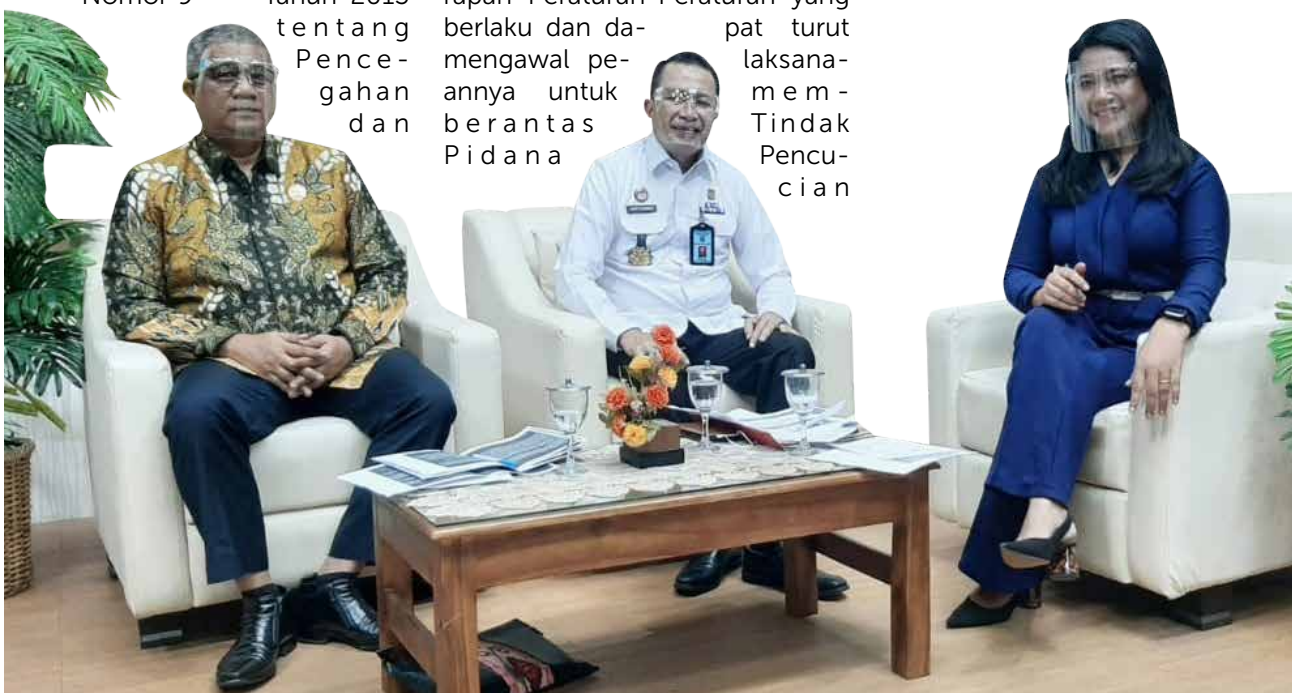 Nomor 9 Tahun 2013
tentang
Pence-
gahan
dan
rapan Peraturan-Peraturan yang
berlaku dan da- pat turut
mengawal pe- laksana-
annya untuk mem-
berantas Tindak
Pidana Pencu-
cian